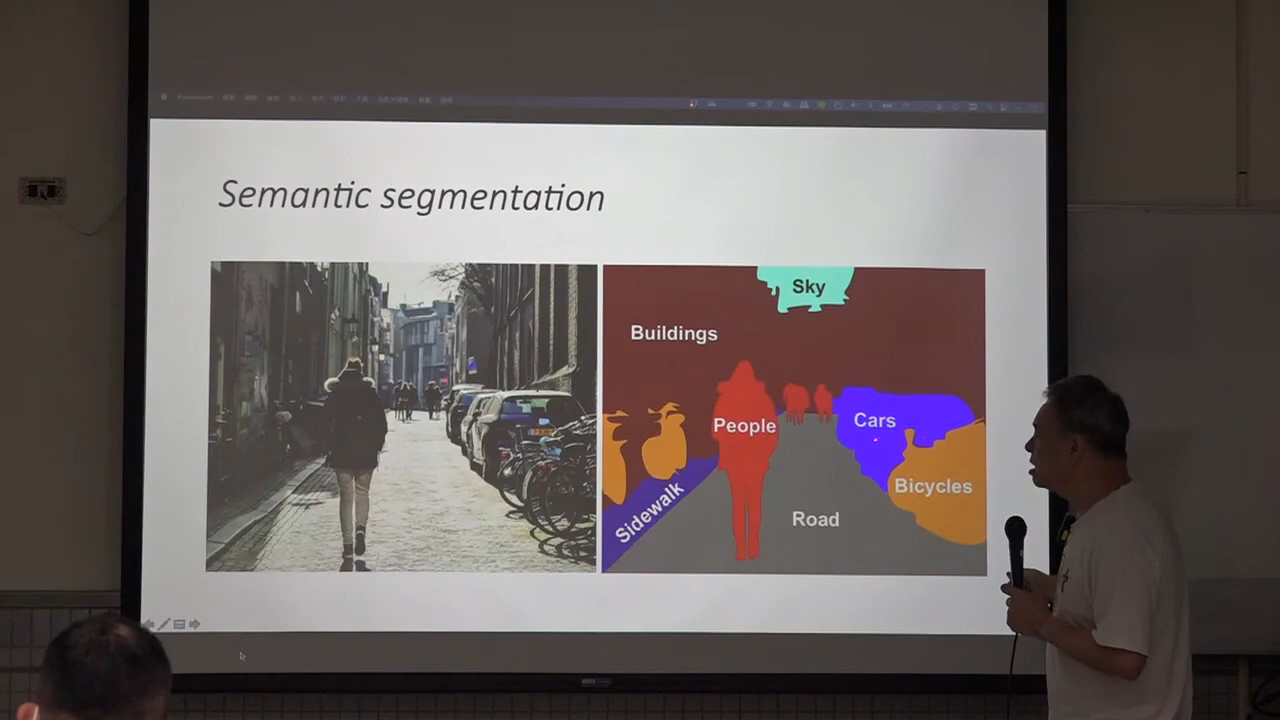 Semantic segmentation
Sky
Buildings
People
Cars
Bicycles
Sidewalk
Road